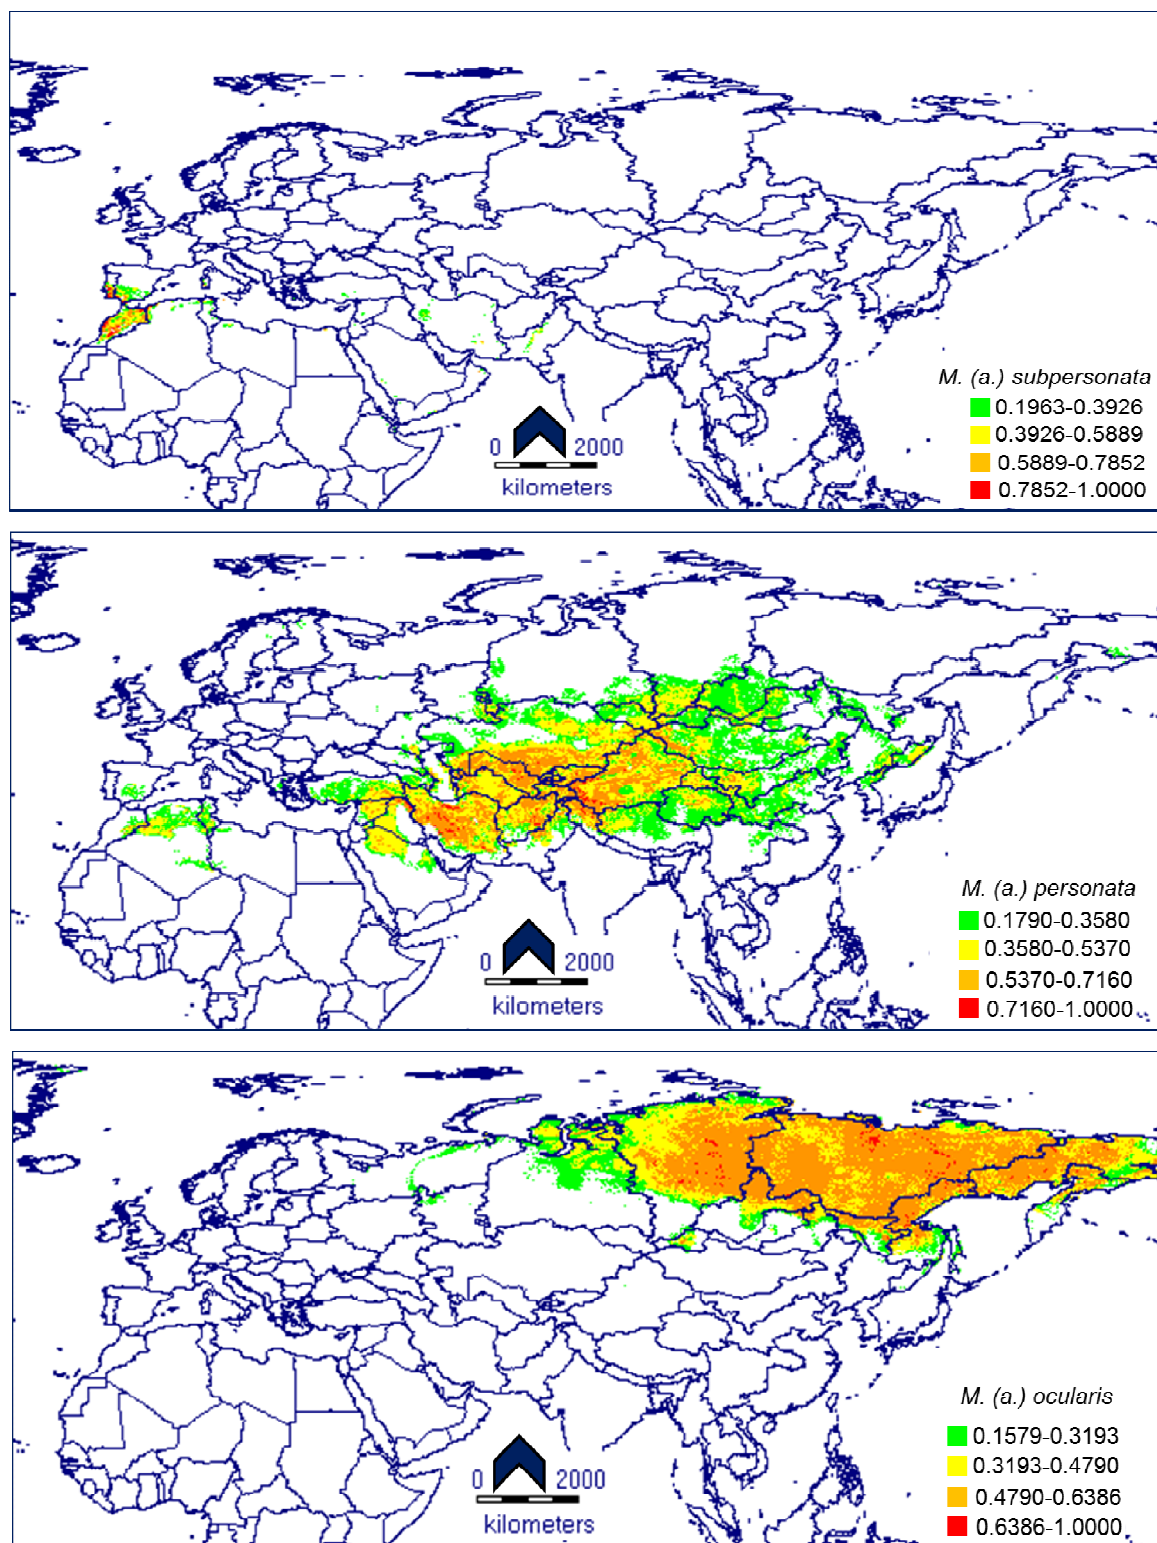 M. (a.) subpersonata
0.1963-0.3926
0.3926-0.5889
0.5889-0.7852
0.7852-1.0000
0 2000
kilometers
M. (a.) personata
0.1790-0.3580
0.3580-0.5370
0.5370-0.7160
0.7160-1.0000
0 2000
kilometers
M. (a.) ocularis
0.1579-0.3193
0.3193-0.4790
0.4790-0.6386
0.6386-1.0000
0 2000
kilometers